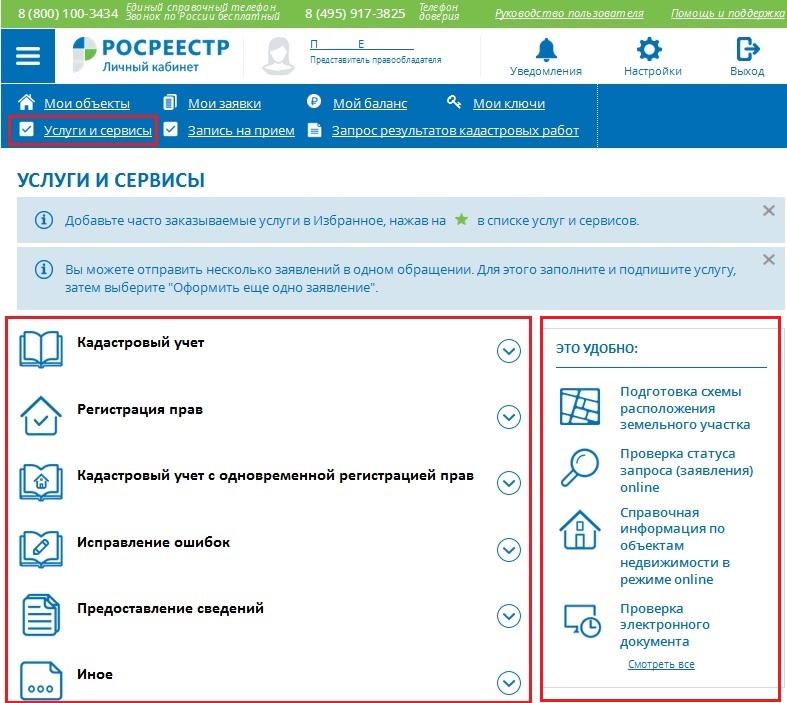 8 (800) 100-3434 Единый справочный телефон 8 (495) 917-3825 Телефон Руководство пользователя Помощь и поддержка
Звонок по России бесплатный доверия
РОСРЕЕСТР
Личный кабинет
П Е
Представитель правообладателя
Уведомления Настройки Выход
Мои объекты Мои заявки Мой баланс Мои ключи
Услуги и сервисы Запись на прием Запрос результатов кадастровых работ
УСЛУГИ И СЕРВИСЫ
Добавьте часто заказываемые услуги в Избранное, нажав на в списке услуг и сервисов.
Вы можете отправить несколько заявлений в одном обращении. Для этого заполните и подпишите услугу,
затем выберите "Оформить еще одно заявление".
Кадастровый учет
Регистрация прав
Кадастровый учет с одновременной регистрацией прав
Исправление ошибок
Предоставление сведений
Иное
ЭТО УДОБНО:
Подготовка схемы
расположения
земельного участка
Проверка статуса
запроса (заявления)
online
Справочная
информация по
объектам
недвижимости в
режиме online
Проверка
электронного
документа
Смотреть все